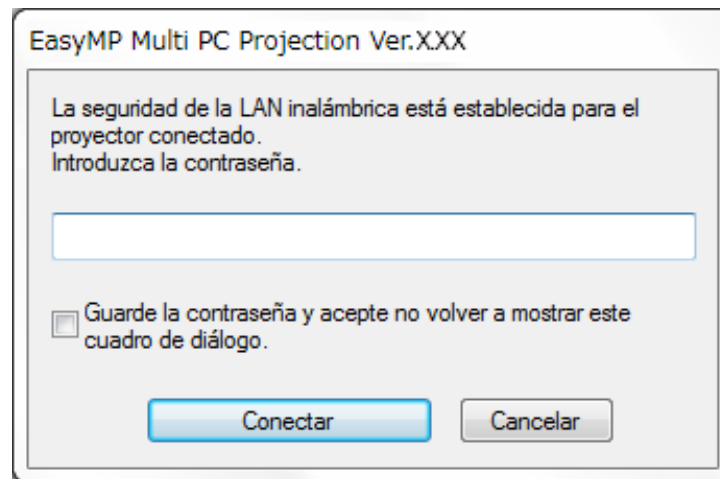 EasyMP Multi PC Projection Ver.XXX
La seguridad de la LAN inalámbrica está establecida para el
proyector conectado.
Introduzca la contraseña.
Guarde la contraseña y acepte no volver a mostrar este
cuadro de diálogo.
Conectar
Cancelar